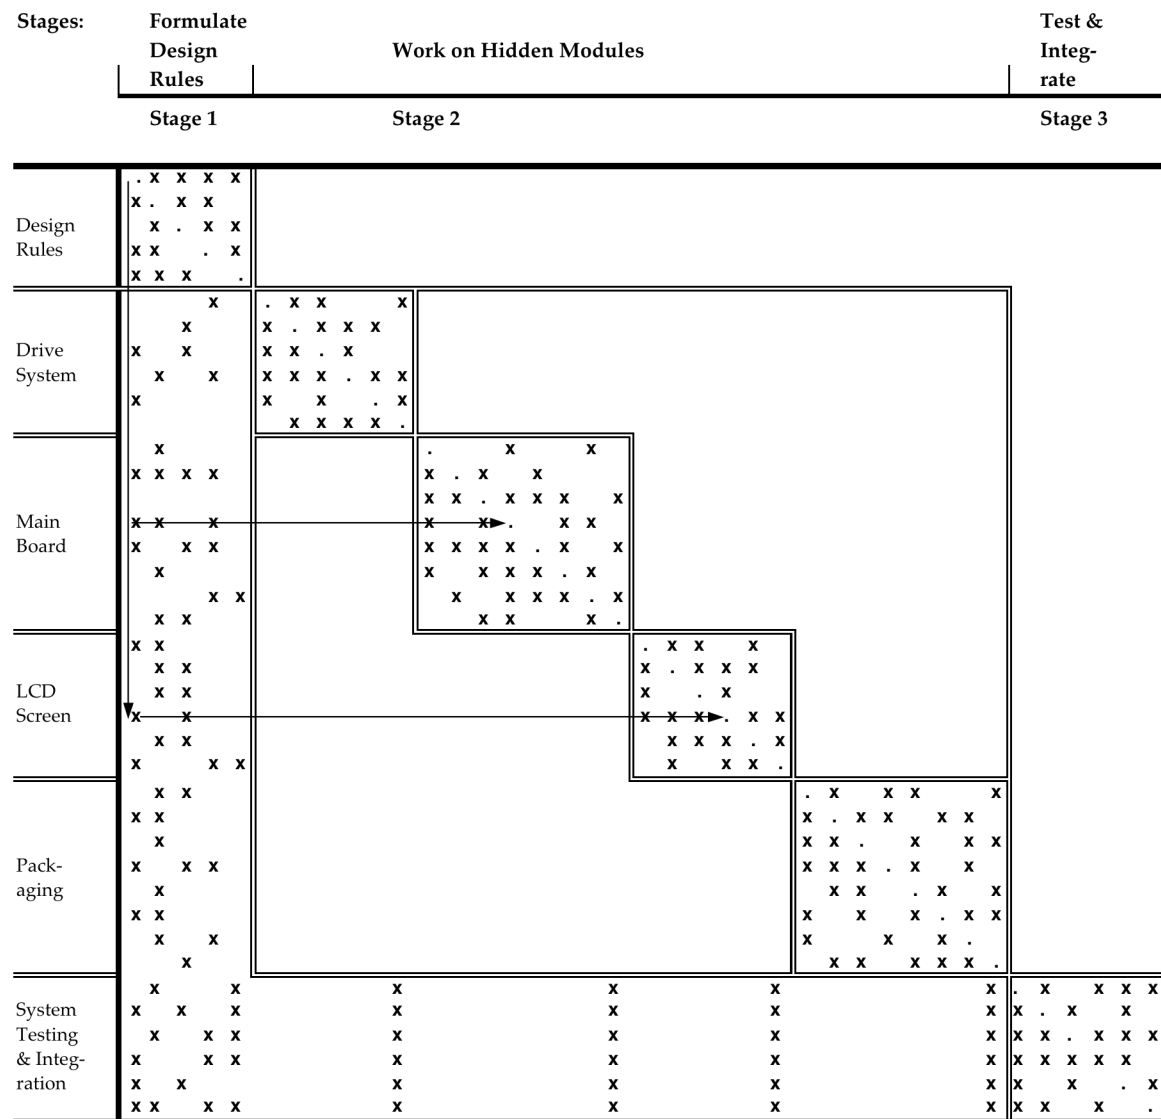 Stages: Formulate Test &
Design Work on Hidden Modules Integ-
Rules rate
Stage 1 Stage 2 Stage 3
. x x x x
x . x x
Design x . x x
Rules x x . x
x x x .
x . x x x
x x . x x x
Drive x x x x . x
System x x x x x . x x
x x x . x
x x x x .
x . x x
x x x x x . x x
x x . x x x x
Main x x x x x . x x
Board x x x x x x x . x x
x x x x x . x
x x x x x x . x
x x x x x .
x x . x x x
x x x . x x x
LCD x x x . x
Screen x x x x x . x x
x x x x x . x
x x x x x x .
x x . x x x x
x x x . x x x x
x x x . x x x
Pack- x x x x x x . x x
aging x x x . x x
x x x x x . x x
x x x x x .
x x x x x x .
x x x x x x . x x x x
System x x x x x x x x . x x
Testing x x x x x x x x x . x x x
& Integ- x x x x x x x x x x x x
ration x x x x x x x x . x
x x x x x x x x x x x .